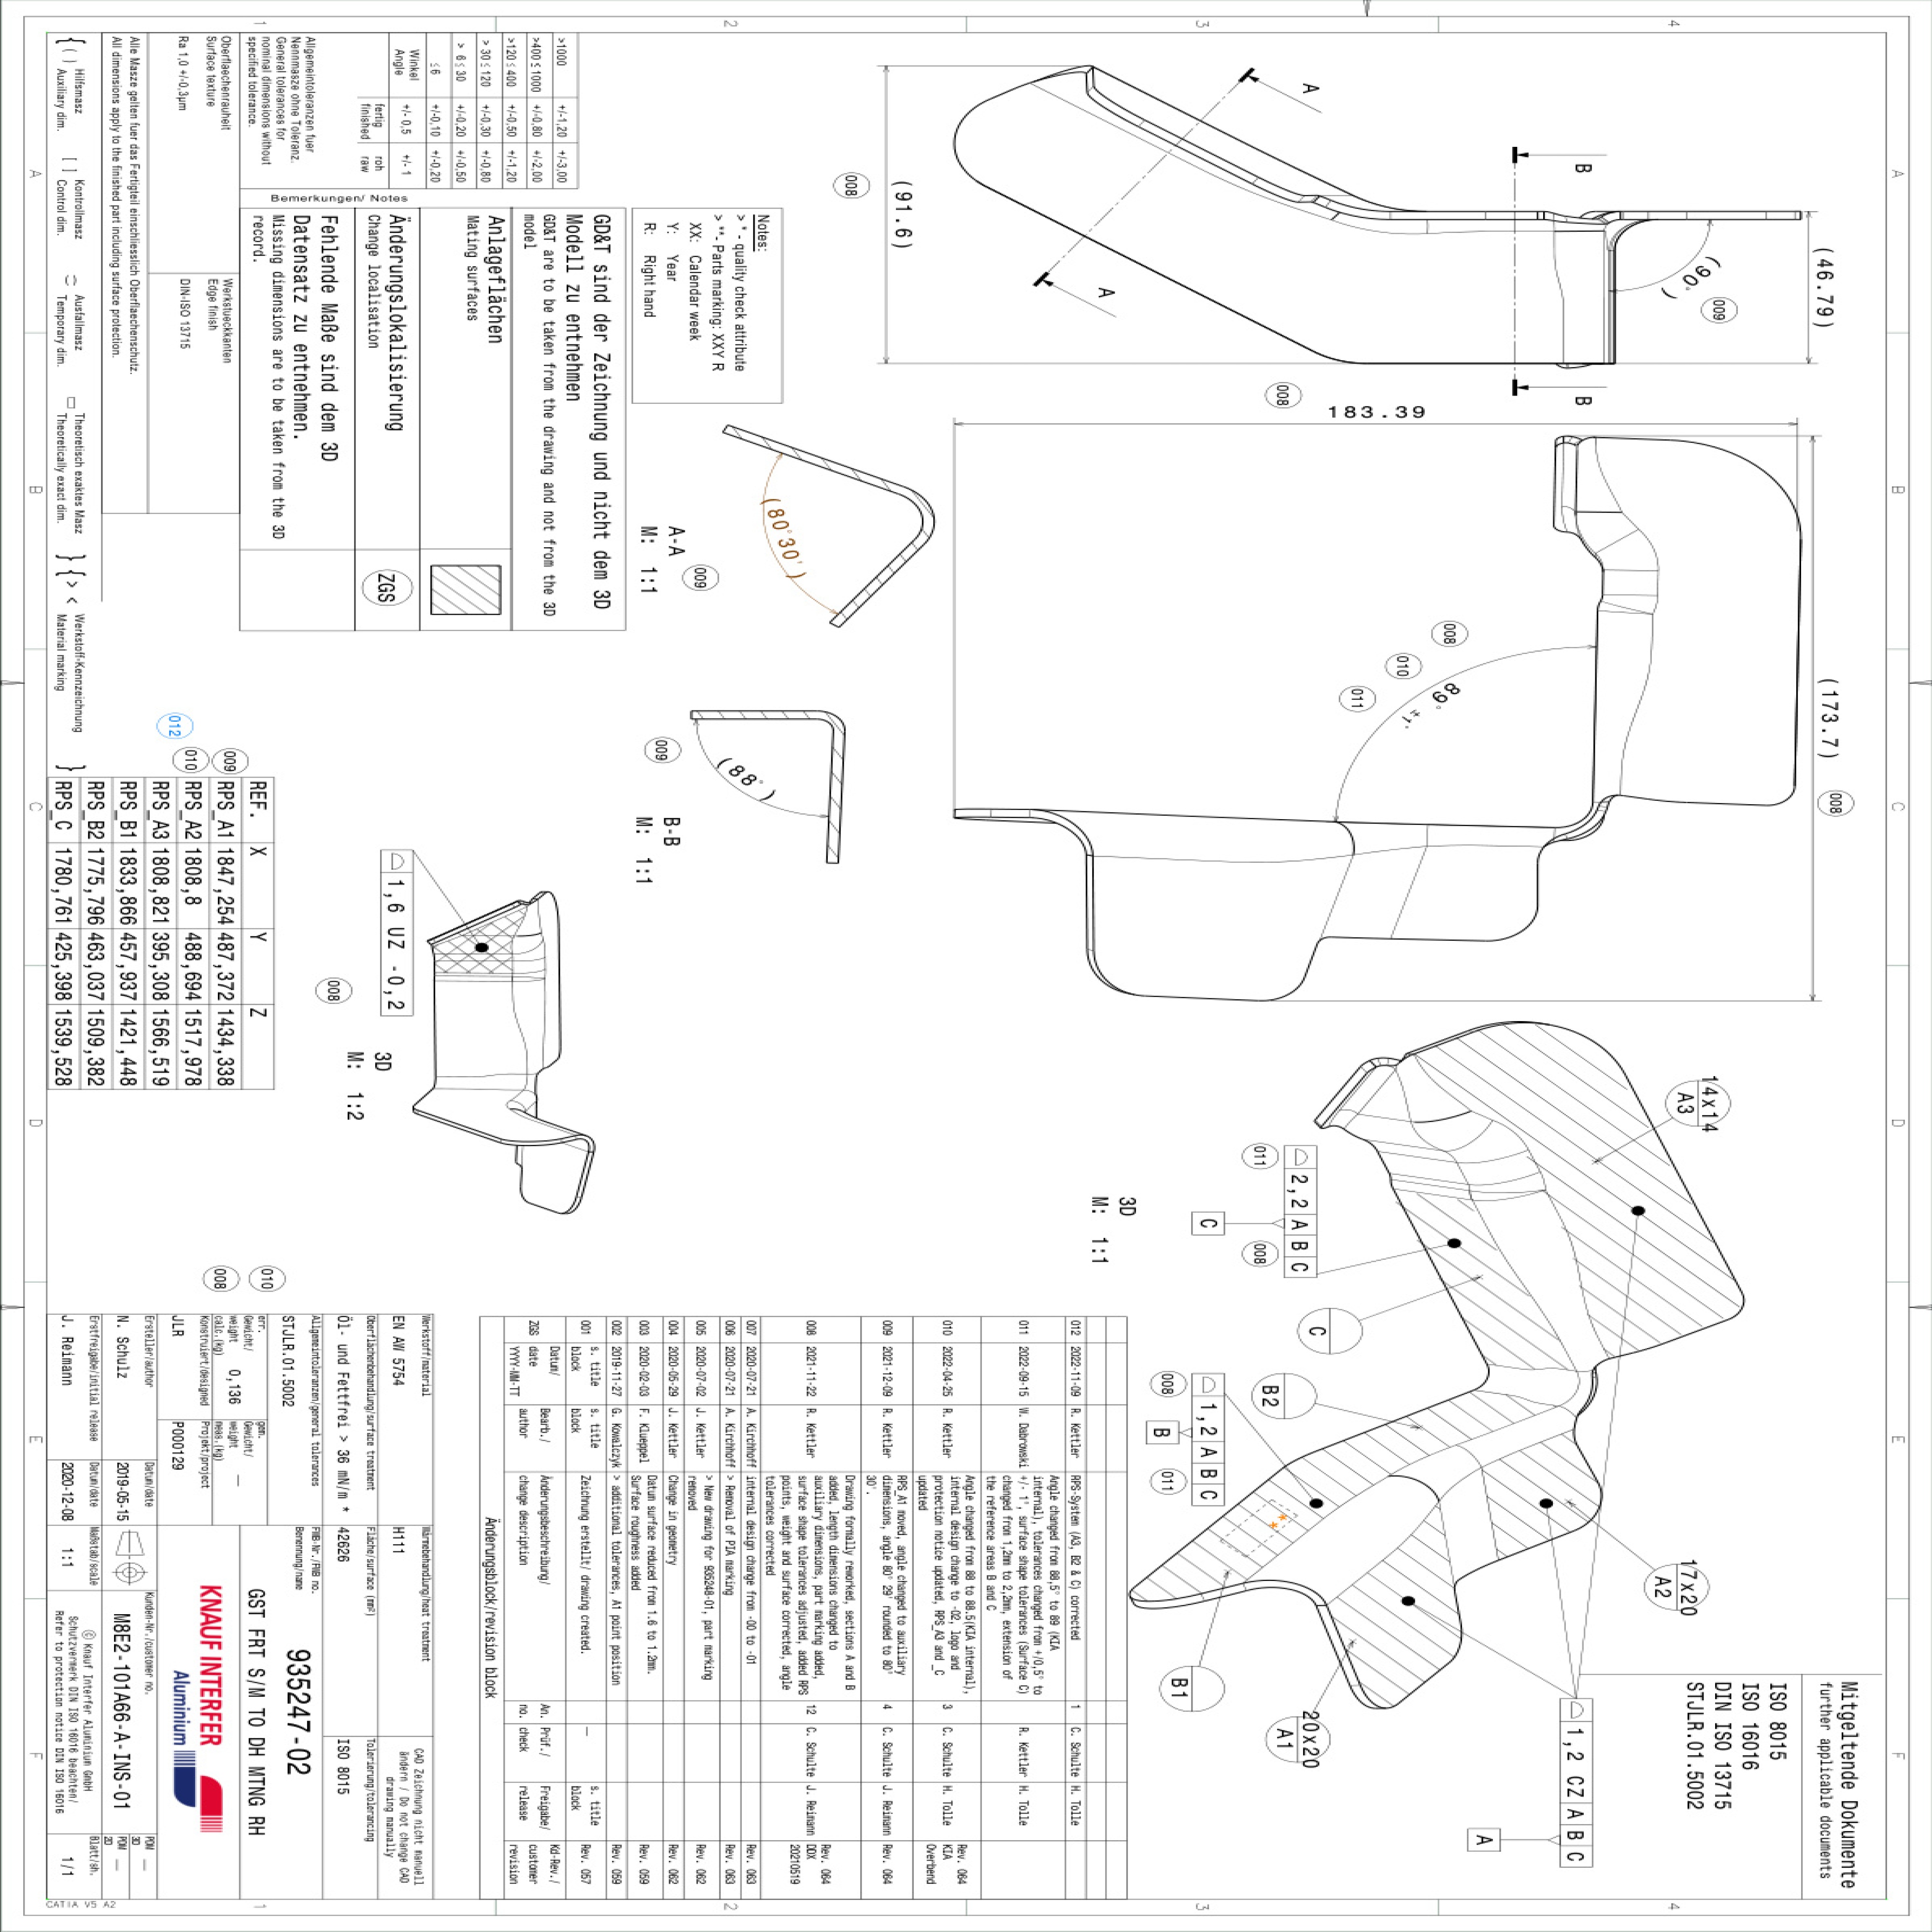 Mitgeltende Dokumente
further applicable documents
ISO 8015
ISO 16016
DIN ISO 13715
STJLR.01.5002
(46.79)
(90°)
009
B
B
A
A
(91.6)
008
008
183.39
(173.7)
008
89°
±1°
008
010
011
14x14
A3
17x20
A2
20x20
A1
1,2 CZ A B C
A
2,2 A B C
011
008
C
C
B2
1,2 A B C
008
011
B
B1
3D
M: 1:1
Notes:
> * - quality check attribute
> ** - Parts marking: XXY R
XX: Calendar week
Y: Year
R: Right hand
(80°30')
A-A
M: 1:1
009
(88°)
009
B-B
M: 1:1
1,6 UZ -0,2
008
3D
M: 1:2
>1000 +/-1,20 +/-3,00
>400≤1000 +/-0,80 +/-2,00
>120≤400 +/-0,50 +/-1,20
>30≤120 +/-0,30 +/-0,80
>6≤30 +/-0,20 +/-0,50
≤6 +/-0,10 +/-0,20
Winkel
Angle +/- 0,5 +/- 1
fertig
finished
roh
raw
Allgemeintoleranzen fuer
Nennmasze ohne Toleranz.
General tolerances for
nominal dimensions without
specified tolerance.
Oberflaechenrauheit
Surface texture
Ra 1,0 +/-0,3µm
Werkstueckkanten
Edge finish
DIN-ISO 13715
Alle Masze gelten fuer das Fertigteil einschliesslich Oberflaechenschutz.
All dimensions apply to the finished part including surface protection.
{ ( ) Hilfsmasz
Auxiliary dim.
[ ] Kontrollmasz
Control dim.
Ausfallmasz
Temporary dim.
Theoretisch exaktes Masz
Theoretically exact dim.
} { > < Werkstoff-Kennzeichnung
Material marking }
Bemerkungen/ Notes
GD&T sind der Zeichnung und nicht dem 3D
Modell zu entnehmen
GD&T are to be taken from the drawing and not from the 3D
model
Anlageflächen
Mating surfaces
Änderungslokalisierung
Change localisation
ZGS
Fehlende Maße sind dem 3D
Datensatz zu entnehmen.
Missing dimensions are to be taken from the 3D
record.
012
009
010
REF. X Y Z
RPS_A1 1847,254 487,372 1434,338
RPS_A2 1808,8 488,694 1517,978
RPS_A3 1808,821 395,308 1566,519
RPS_B1 1833,866 457,937 1421,448
RPS_B2 1775,796 463,037 1509,382
RPS_C 1780,761 425,398 1539,528
012 2022-11-09 R. Kettler RPS-System (A3, B2 & C) corrected 1 C. Schulte H. Tolle
011 2022-09-15 W. Dabrowski Angle changed from 88,5° to 89 (KIA
internal), tolerances changed from +/0,5° to
+/- 1°, surface shape tolerances (Surface C)
changed from 1,2mm to 2,2mm, extension of
the reference areas B and C R. Kettler H. Tolle
010 2022-04-25 R. Kettler Angle changed from 88 to 88.5(KIA internal),
internal design change to -02, logo and
protection notice updated, RPS_A3 and _C
updated 3 C. Schulte H. Tolle Rev. 064
KIA
Overbend
009 2021-12-09 R. Kettler RPS_A1 moved, angle changed to auxiliary
dimensions, angle 80° 29' rounded to 80°
30'. 4 C. Schulte J. Reimann Rev. 064
008 2021-11-22 R. Kettler Drawing formally reworked, sections A and B
added, length dimensions changed to
auxiliary dimensions, part marking added,
surface shape tolerances adjusted, added RPS
points, weight and surface corrected, angle
tolerances corrected 12 C. Schulte J. Reimann Rev. 064
DDX
20210519
007 2020-07-21 A. Kirchhoff internal design change from -00 to -01 Rev. 063
006 2020-07-21 A. Kirchhoff > Removal of PIA marking Rev. 063
005 2020-07-02 J. Kettler > New drawing for 935248-01, part marking
removed Rev. 062
004 2020-05-29 J. Kettler Change in geometry Rev. 062
003 2020-02-03 F. Klueppel Datum surface reduced from 1.6 to 1.2mm.
Surface roughness added Rev. 059
002 2019-11-27 G. Kowalczyk > additional tolerances, A1 point position Rev. 059
001 s. title
block s. title
block Zeichnung erstellt/ drawing created. — s. title
block Rev. 057
ZGS Datum/
date
YYYY-MM-TT Bearb./
author Änderungsbeschreibung/
change description An.
no. Prüf./
check Freigabe/
release Kd-Rev./
customer
revision
Änderungsblock/revision block
010
008
Werkstoff/material
EN AW 5754
Wärmebehandlung/heat treatment
H111
CAD Zeichnung nicht manuell
ändern / Do not change CAD
drawing manually
Oberflächenbehandlung/surface treatment
Öl- und Fettfrei > 36 mN/m *
Fläche/surface (mm²)
42626
Tolerierung/tolerancing
ISO 8015
Allgemeintoleranzen/general tolerances
STJLR.01.5002
FMB-Nr./FMB no.
935247-02
Benennung/name
GST FRT S/M TO DH MTNG RH
err.
Gewicht/
weight
calc.(kg)
0,136
gem.
Gewicht/
weight
meas.(kg)
—
Konstruiert/designed
JLR
Projekt/project
P000129
KNAUF INTERFER
Aluminium
Ersteller/author
N. Schulz
Datum/date
2019-05-15
Kunden-Nr./customer no.
M8E2-101A66-A-INS-01
PDM
3D —
PDM
2D —
Erstfreigabe/initial release
J. Reimann
Datum/date
2020-12-08
Maßstab/scale
1:1
© Knauf Interfer Aluminium GmbH
Schutzvermerk DIN ISO 16016 beachten/
Refer to protection notice DIN ISO 16016
Blatt/sh.
1/1
CATIA V5 A2
1
2
3
4
1
2
3
4
A
B
C
D
E
F
A
B
C
D
E
F